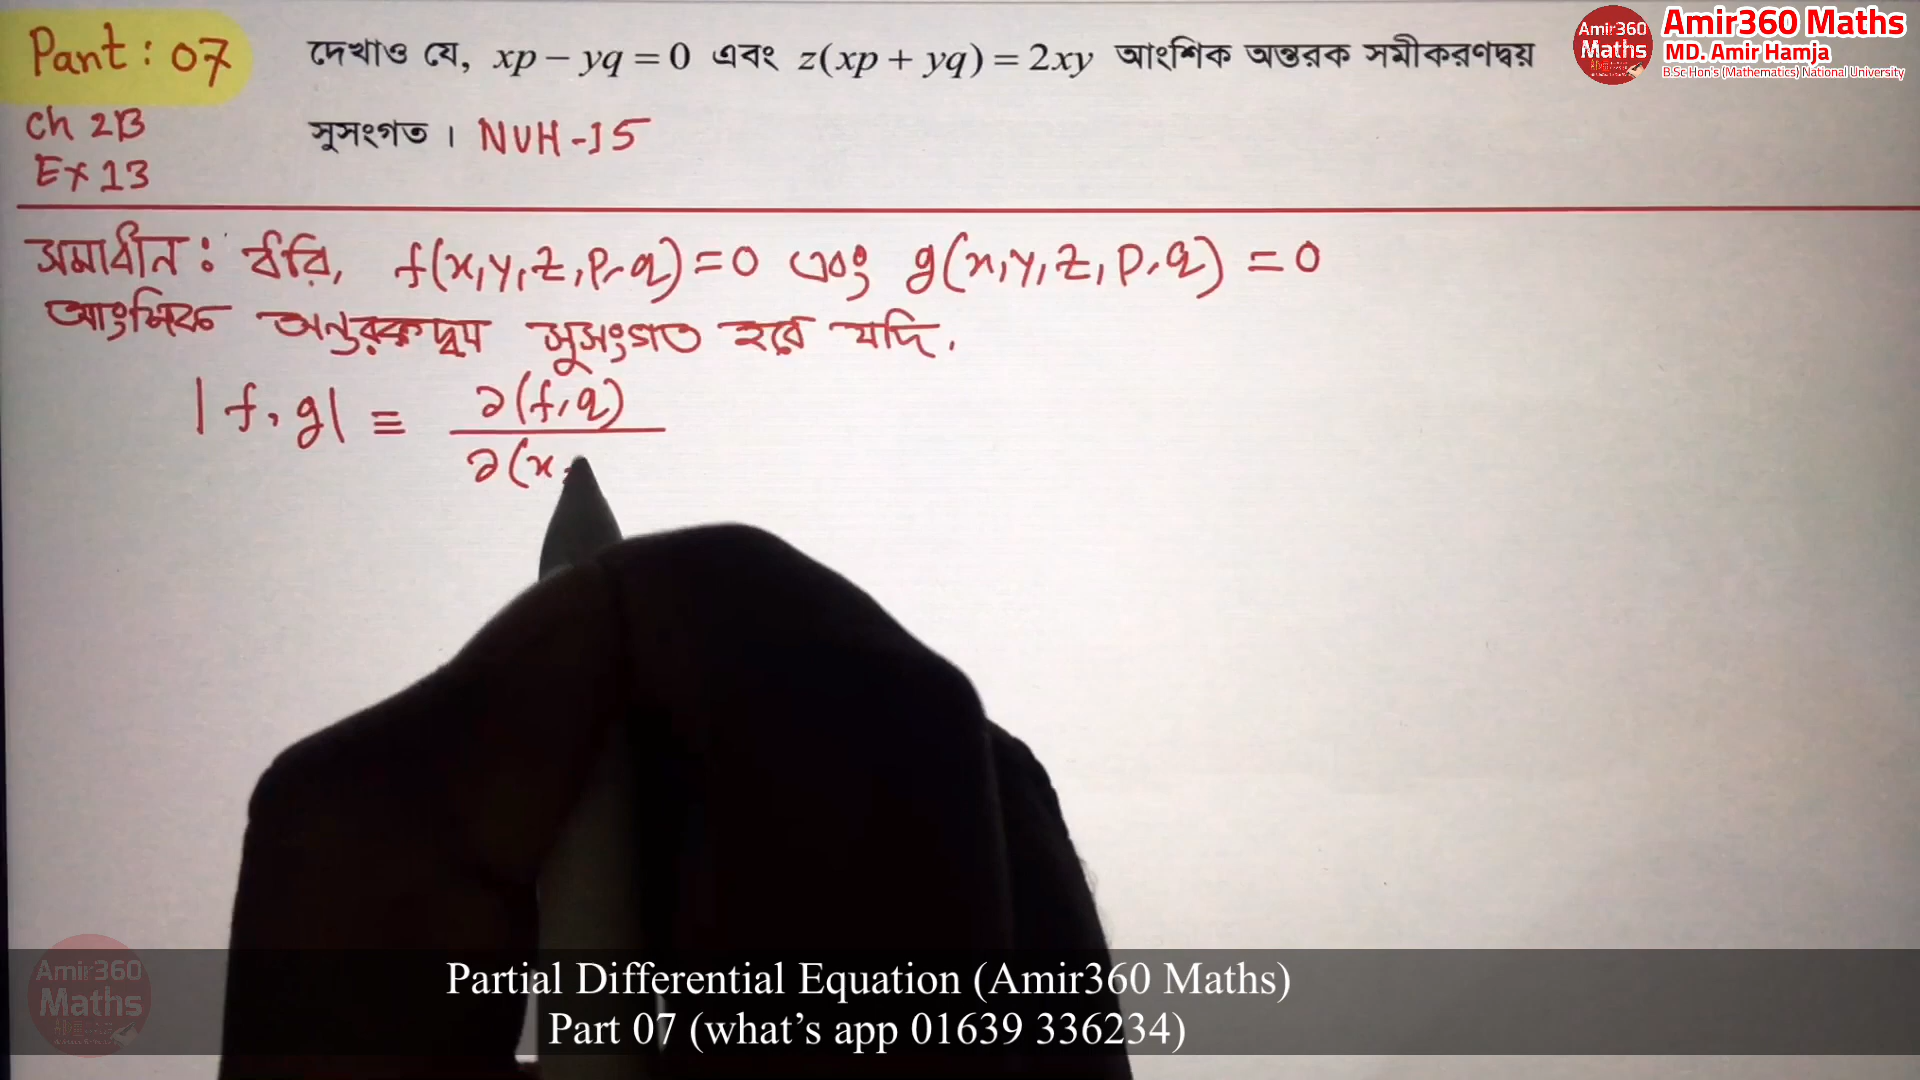 Part : 07
Ch 2B
Ex 13
দেখাও যে, xp − yq = 0 এবং z(xp + yq) = 2xy আংশিক অন্তরক সমীকরণদ্বয়
সুসংগত । NUH-15
Amir360 Maths
Amir360 Maths
MD. Amir Hamja
B.Sc Hon's (Mathematics) National University
সমাধান : ধরি, f(x,y,z,p,q)=0 এবং g(x,y,z,p,q) = 0
আংশিক অন্তরকদ্বয় সুসংগত হবে যদি,
|f, g| ≡ ∂(f,q)
∂(x,
Amir360 Maths
Partial Differential Equation (Amir360 Maths)
Part 07 (what’s app 01639 336234)